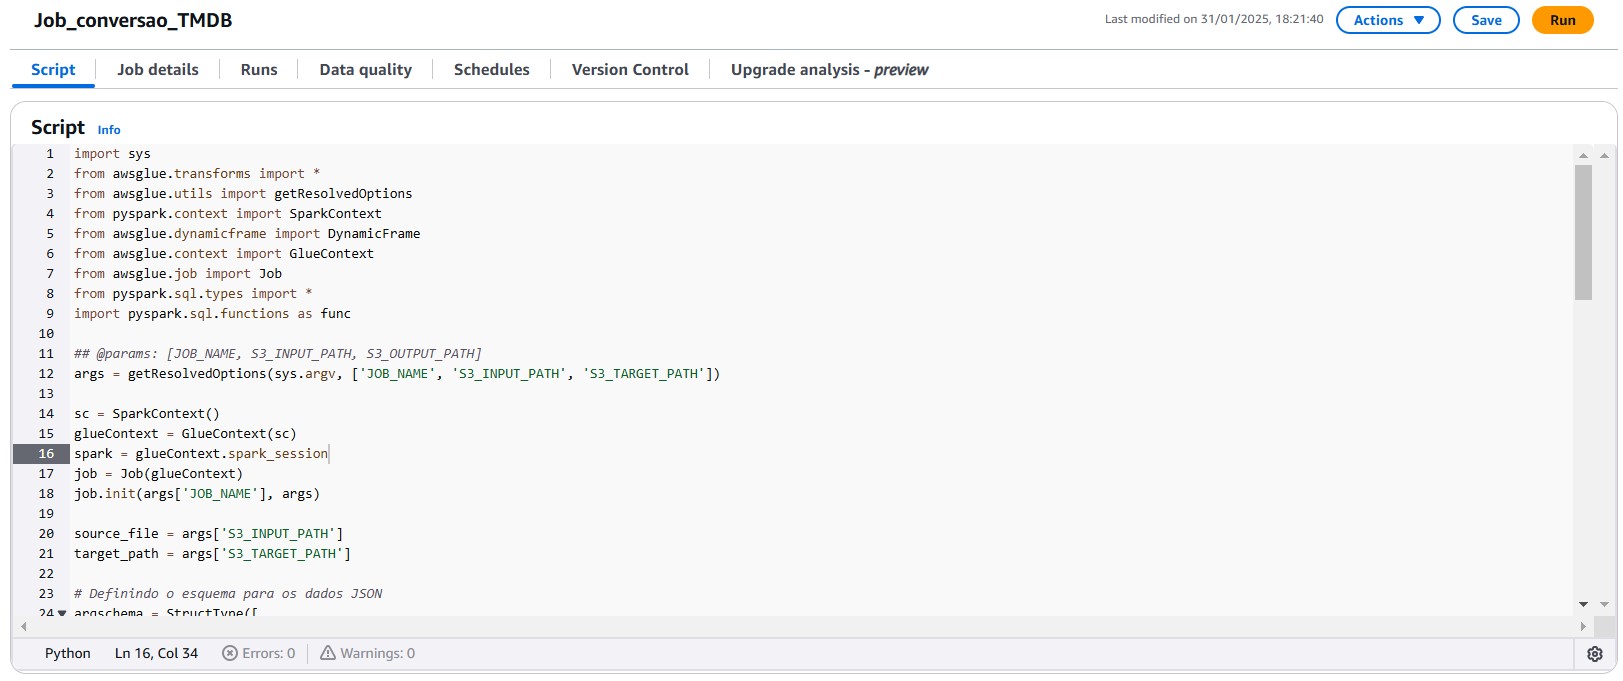 Job_conversao_TMDB
Last modified on 31/01/2025, 18:21:40
Actions
Save
Run
Script
Job details
Runs
Data quality
Schedules
Version Control
Upgrade analysis - preview
Script Info
1 import sys
2 from awsglue.transforms import *
3 from awsglue.utils import getResolvedOptions
4 from pyspark.context import SparkContext
5 from awsglue.dynamicframe import DynamicFrame
6 from awsglue.context import GlueContext
7 from awsglue.job import Job
8 from pyspark.sql.types import *
9 import pyspark.sql.functions as func
10
11 ## @params: [JOB_NAME, S3_INPUT_PATH, S3_OUTPUT_PATH]
12 args = getResolvedOptions(sys.argv, ['JOB_NAME', 'S3_INPUT_PATH', 'S3_TARGET_PATH'])
13
14 sc = SparkContext()
15 glueContext = GlueContext(sc)
16 spark = glueContext.spark_session
17 job = Job(glueContext)
18 job.init(args['JOB_NAME'], args)
19
20 source_file = args['S3_INPUT_PATH']
21 target_path = args['S3_TARGET_PATH']
22
23 # Definindo o esquema para os dados JSON
24 argschema = StructType([
Python Ln 16, Col 34 Errors: 0 Warnings: 0